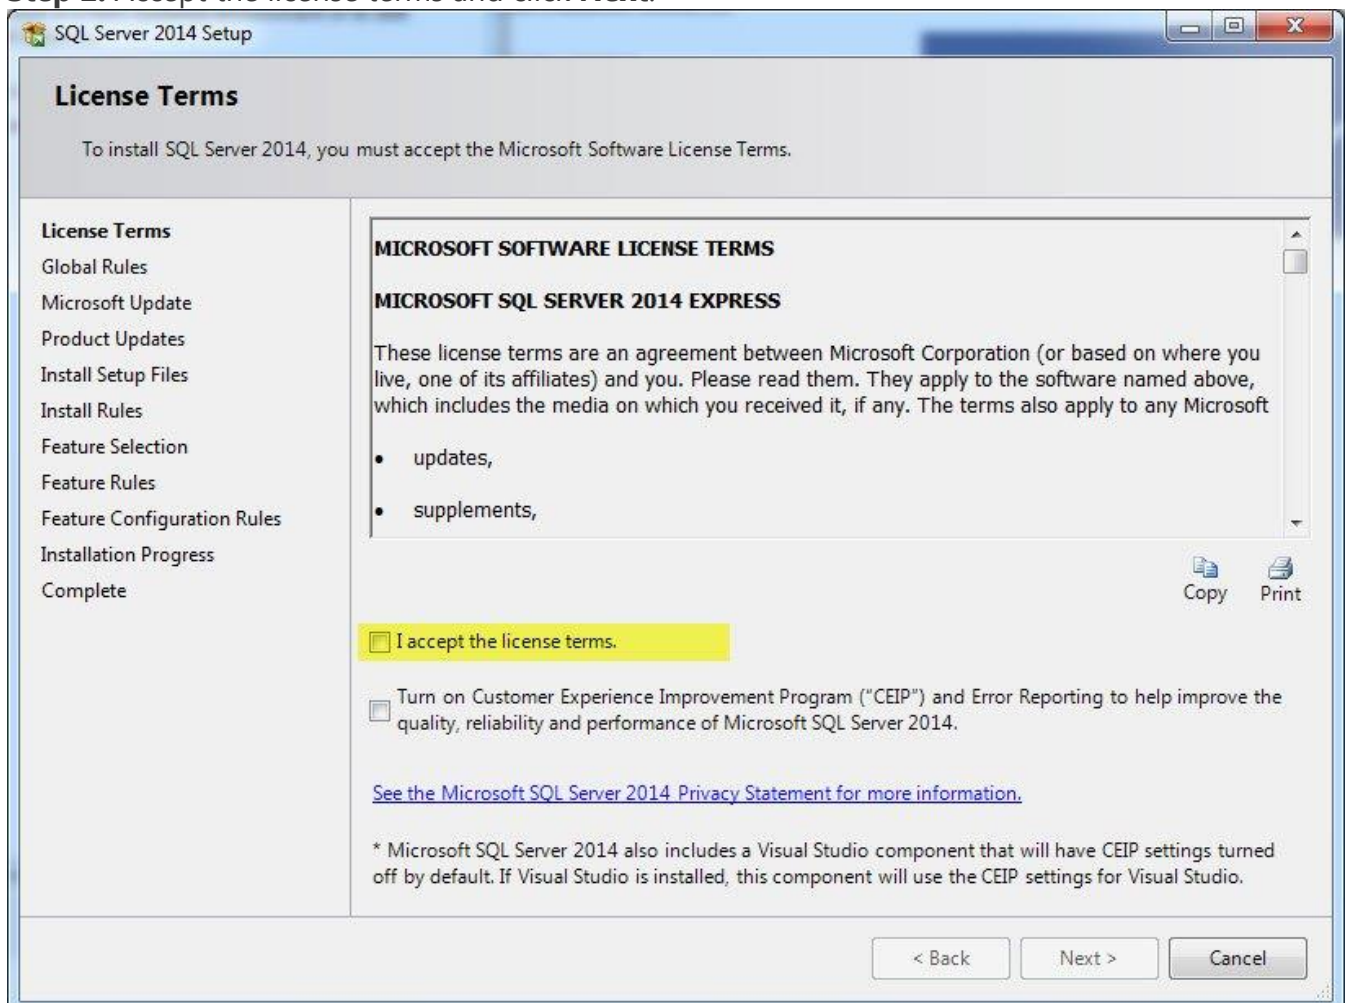 Step 2. Accept the license terms and click Next.
SQL Server 2014 Setup
License Terms
To install SQL Server 2014, you must accept the Microsoft Software License Terms.
License Terms
Global Rules
Microsoft Update
Product Updates
Install Setup Files
Install Rules
Feature Selection
Feature Rules
Feature Configuration Rules
Installation Progress
Complete
MICROSOFT SOFTWARE LICENSE TERMS
MICROSOFT SQL SERVER 2014 EXPRESS
These license terms are an agreement between Microsoft Corporation (or based on where you
live, one of its affiliates) and you. Please read them. They apply to the software named above,
which includes the media on which you received it, if any. The terms also apply to any Microsoft
• updates,
• supplements,
Copy Print
I accept the license terms.
Turn on Customer Experience Improvement Program ("CEIP") and Error Reporting to help improve the
quality, reliability and performance of Microsoft SQL Server 2014.
See the Microsoft SQL Server 2014 Privacy Statement for more information.
* Microsoft SQL Server 2014 also includes a Visual Studio component that will have CEIP settings turned
off by default. If Visual Studio is installed, this component will use the CEIP settings for Visual Studio.
< Back Next > Cancel